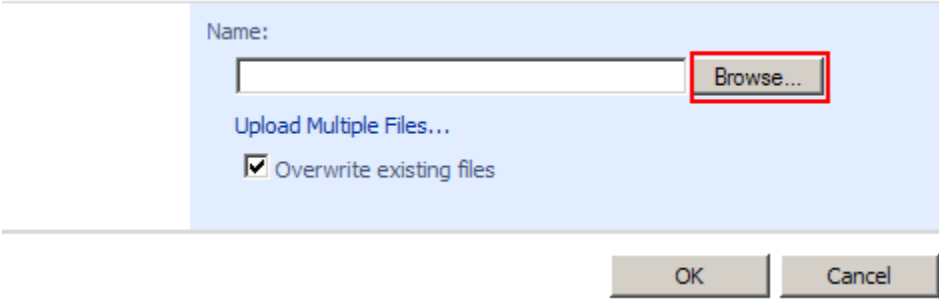 Name:
Browse...
Upload Multiple Files...
Overwrite existing files
OK Cancel